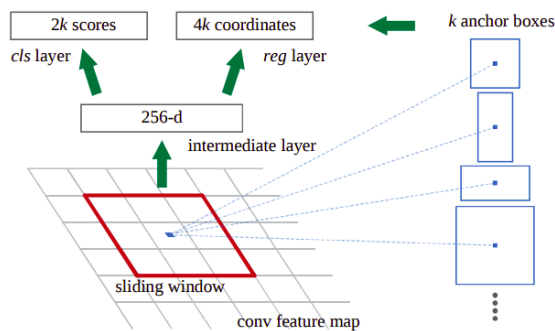 2k scores
4k coordinates
k anchor boxes
cls layer
reg layer
256-d
intermediate layer
sliding window
conv feature map